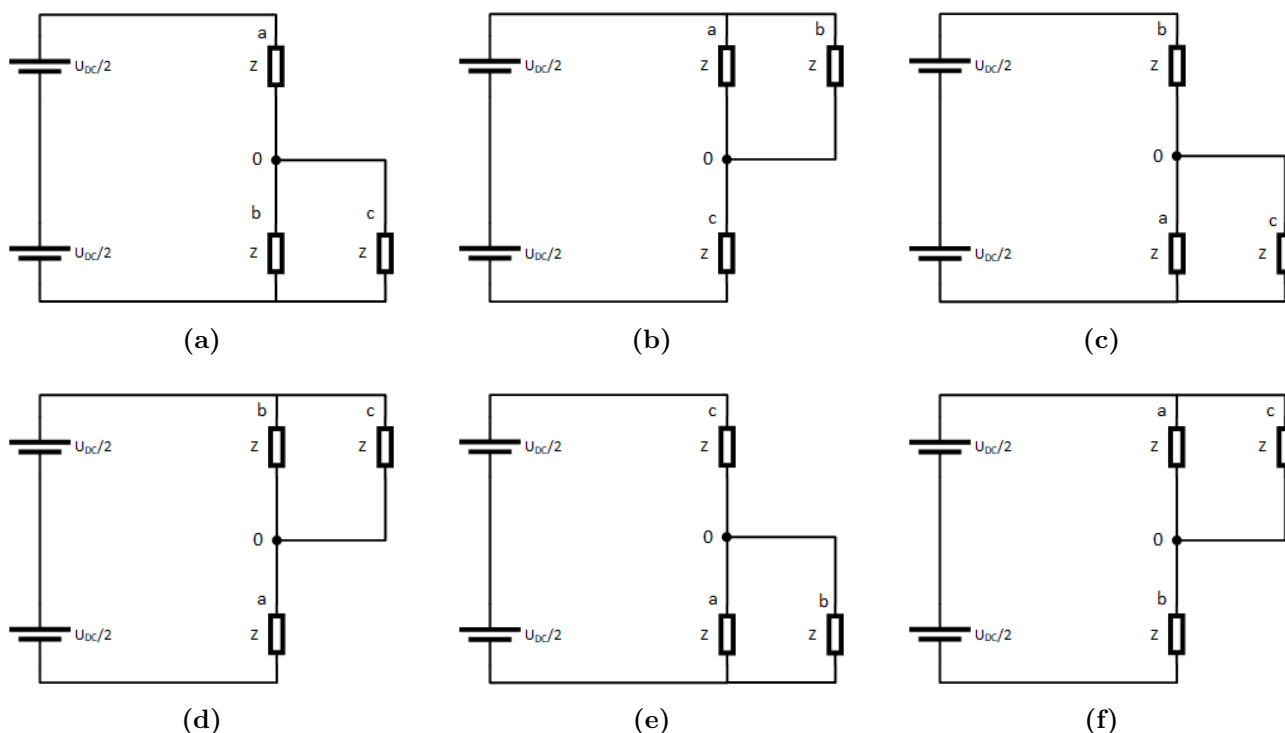 a
U_DC/2 Z
0
b c
U_DC/2 Z Z
(a)
a b
U_DC/2 Z Z
0
c
U_DC/2 Z
(b)
b
U_DC/2 Z
0
a c
U_DC/2 Z Z
(c)
b c
U_DC/2 Z Z
0
a
U_DC/2 Z
(d)
c
U_DC/2 Z
0
a b
U_DC/2 Z Z
(e)
a c
U_DC/2 Z Z
0
b
U_DC/2 Z
(f)